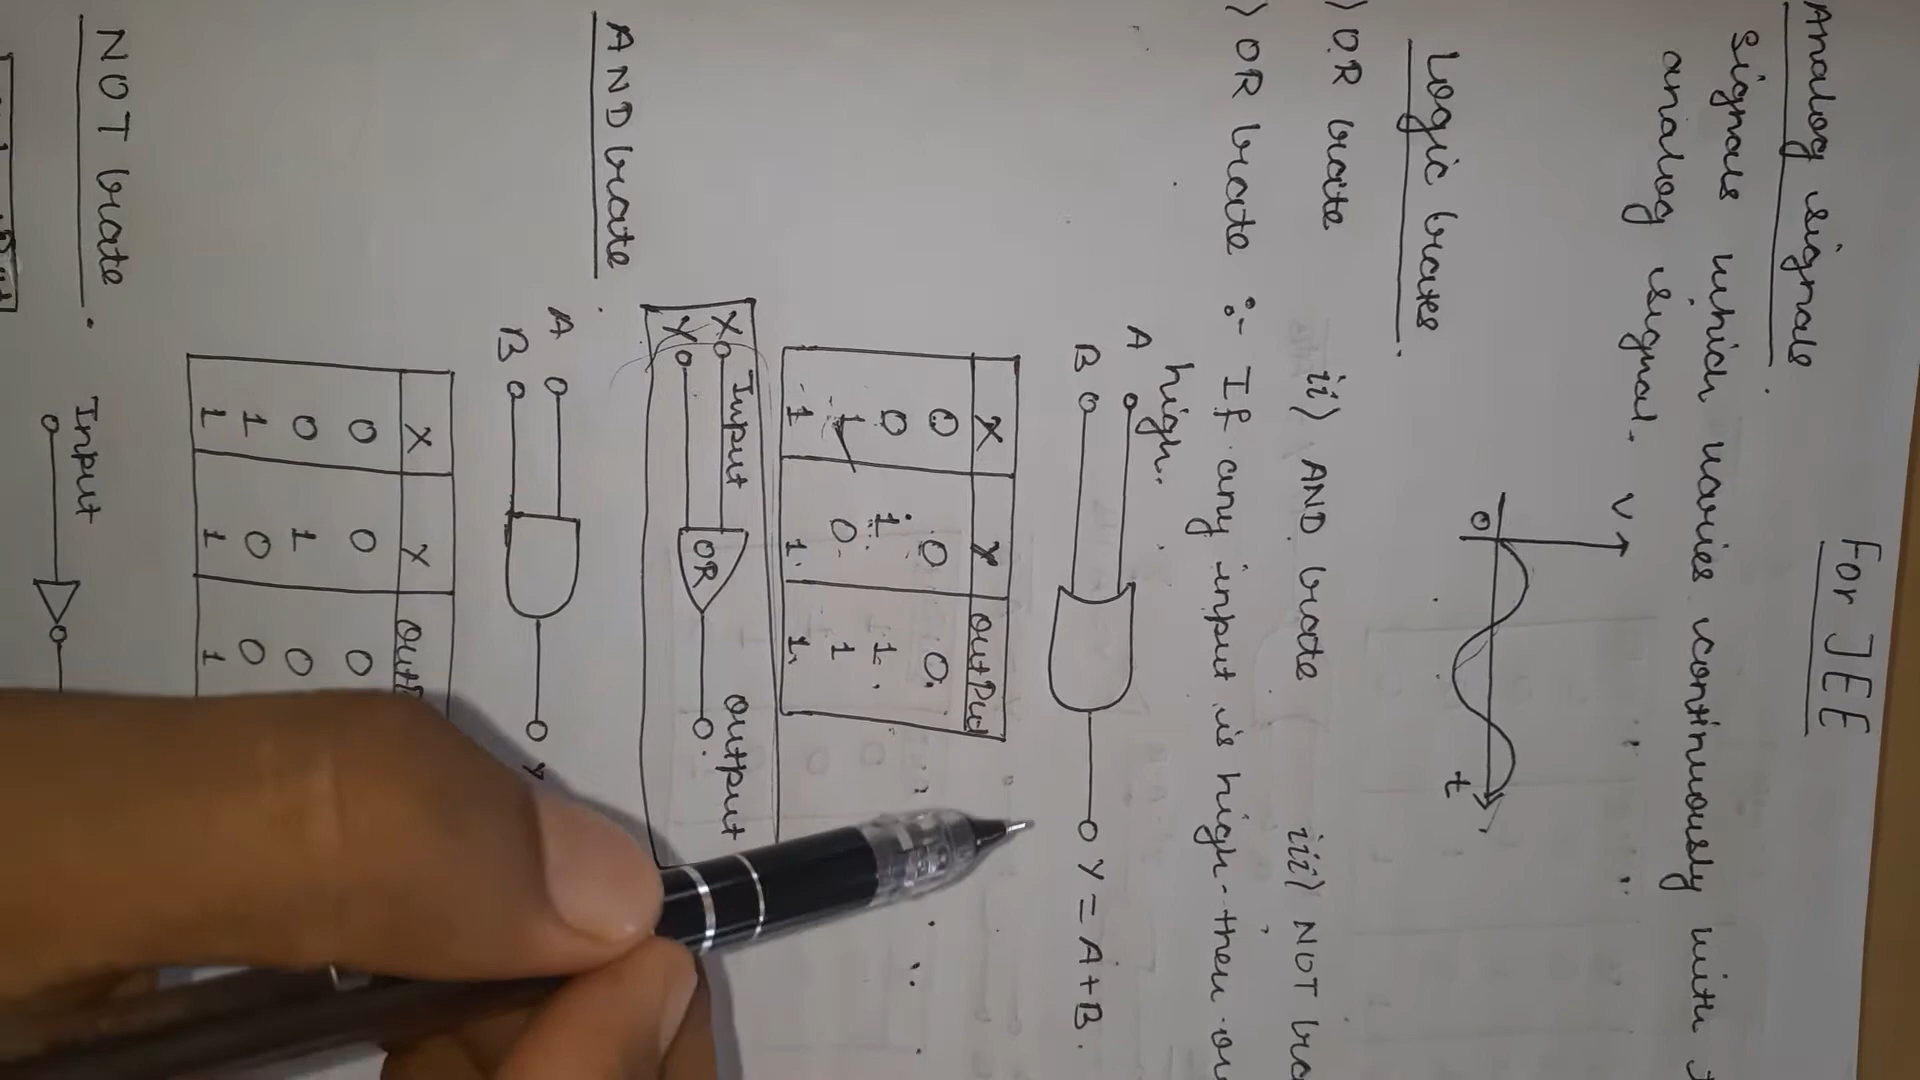 For JEE
Analog signals
Signals which varies continuously with
analog signal.
V
O
t
Logic Gates
) OR Gate ii) AND Gate iii) NOT
) OR Gate :- If any input is high then
high.
A
B
Y = A+B.
X Y OutPut
0 0 0
0 1 1
1 0 1
1 1 1
X Input output
Y OR
AND Gate
A
B
Y
X Y
0 0 0
0 1 0
1 0 0
1 1 1
NOT Gate
Input